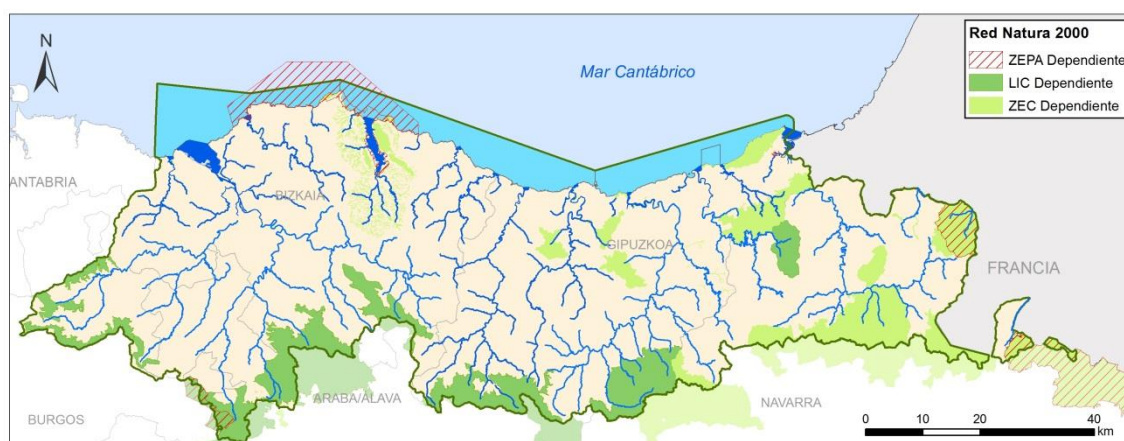 Red Natura 2000
ZEPA Dependiente
LIC Dependiente
ZEC Dependiente
N
Mar Cantábrico
ANTABRIA
BIZKAIA
GIPUZKOA
FRANCIA
ARABA/ÁLAVA
NAVARRA
BURGOS
0 10 20 40
km